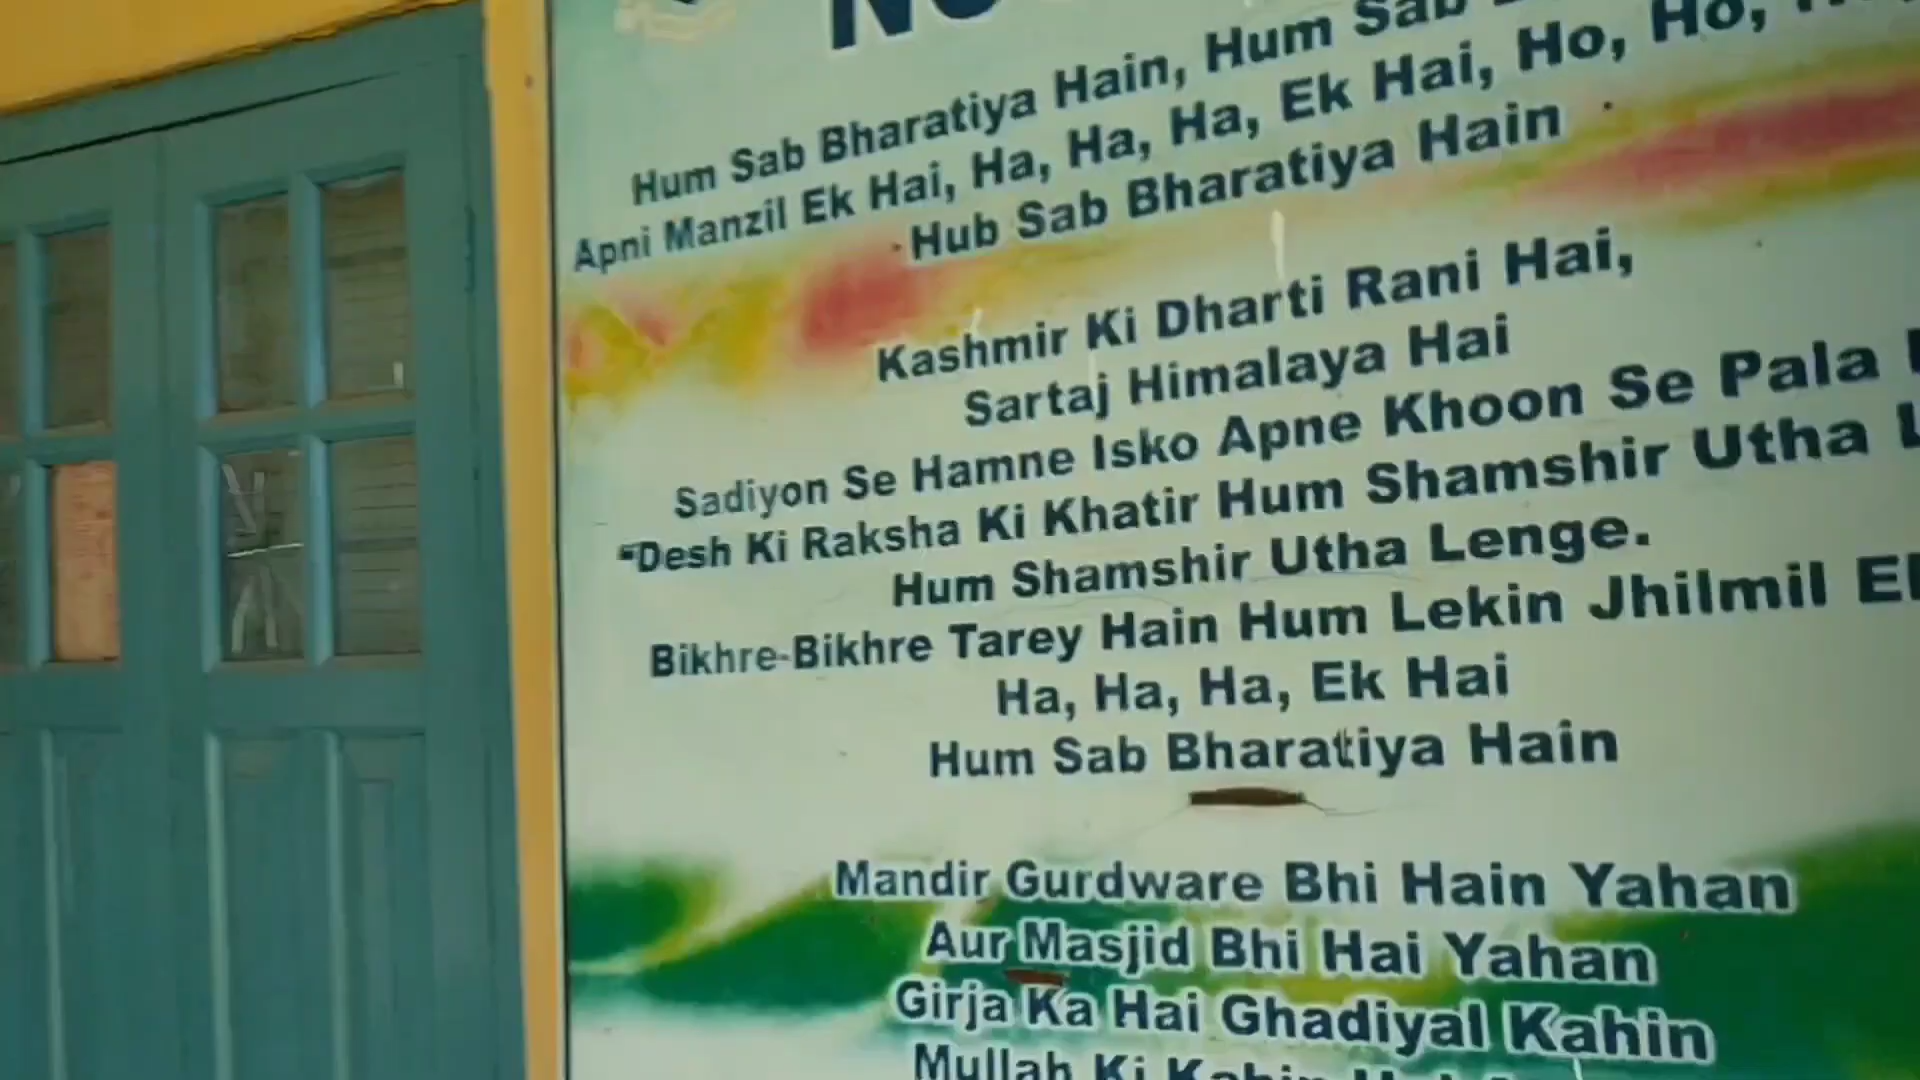 Hum Sab Bharatiya Hain, Hum Sab
Apni Manzil Ek Hai, Ha, Ha, Ha, Ek Hai, Ho, Ho,
Hub Sab Bharatiya Hain
Kashmir Ki Dharti Rani Hai,
Sartaj Himalaya Hai
Sadiyon Se Hamne Isko Apne Khoon Se Pala
"Desh Ki Raksha Ki Khatir Hum Shamshir Utha
Hum Shamshir Utha Lenge.
Bikhre-Bikhre Tarey Hain Hum Lekin Jhilmil
Ha, Ha, Ha, Ek Hai
Hum Sab Bharatiya Hain
Mandir Gurdware Bhi Hain Yahan
Aur Masjid Bhi Hai Yahan
Girja Ka Hai Ghadiyal Kahin
Mullah Ki Kahin